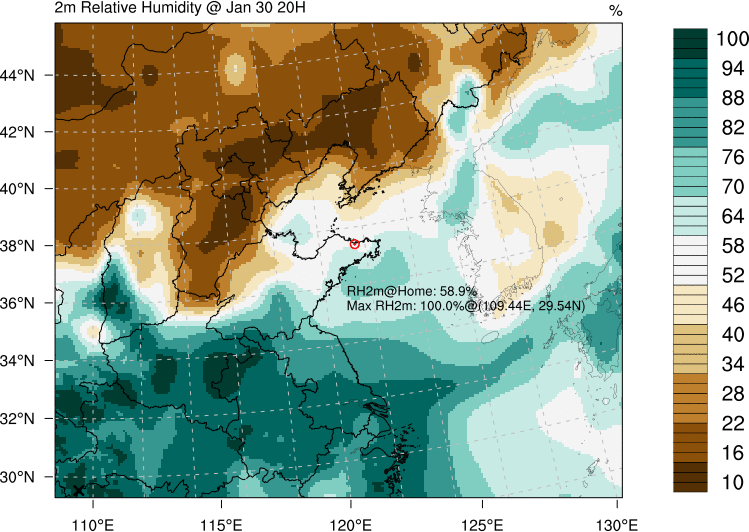 2m Relative Humidity @ Jan 30 20H
%
100
94
88
82
76
70
64
58
52
46
40
34
28
22
16
10
44°N
42°N
40°N
38°N
36°N
34°N
32°N
30°N
RH2m@Home: 58.9%
Max RH2m: 100.0%@(109.44E, 29.54N)
110°E 115°E 120°E 125°E 130°E